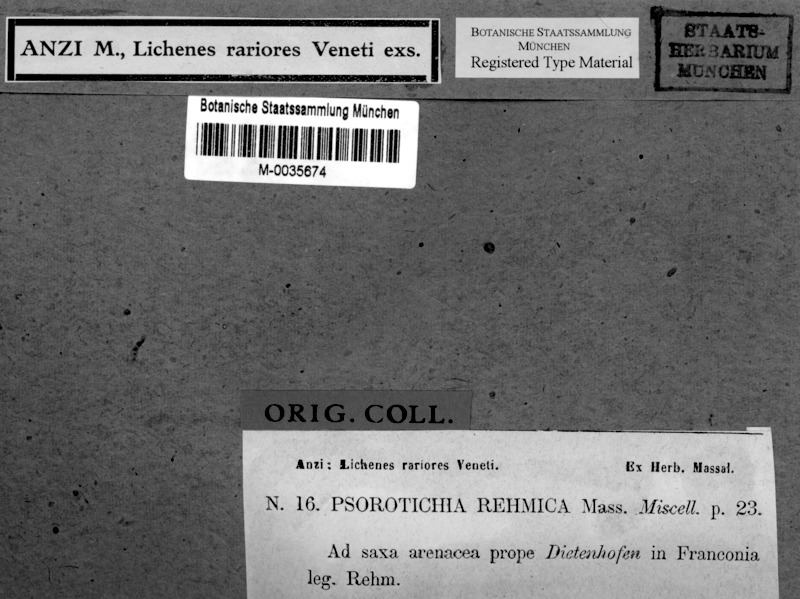 ANZI M., Lichenes rariores Veneti exs.
BOTANISCHE STAATSSAMMLUNG
MÜNCHEN
Registered Type Material
STAATS-
HERBARIUM
MÜNCHEN
Botanische Staatssammlung München
M-0035674
ORIG. COLL.
Anzi: Lichenes rariores Veneti. Ex Herb. Massal.
N. 16. PSOROTICHIA REHMICA Mass. Miscell. p. 23.
Ad saxa arenacea prope Dietenhofen in Franconia
leg. Rehm.